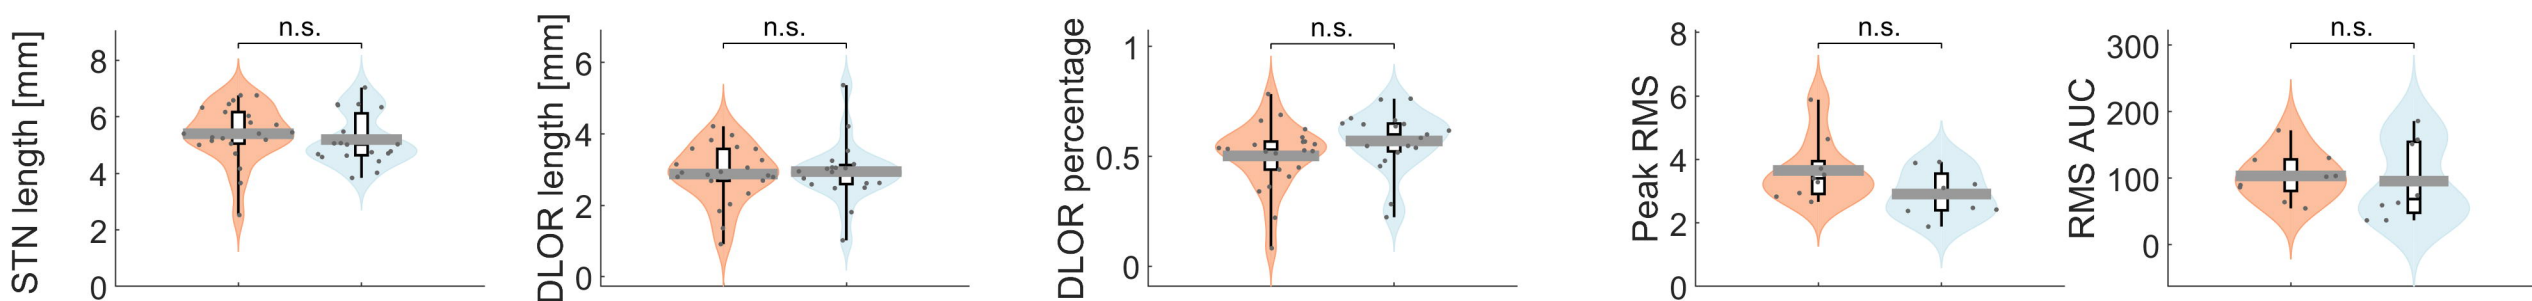 STN length [mm]
n.s.
8
6
4
2
0
DLOR length [mm]
n.s.
6
4
2
0
DLOR percentage
n.s.
1
0.5
0
Peak RMS
n.s.
8
6
4
2
0
RMS AUC
n.s.
300
200
100
0